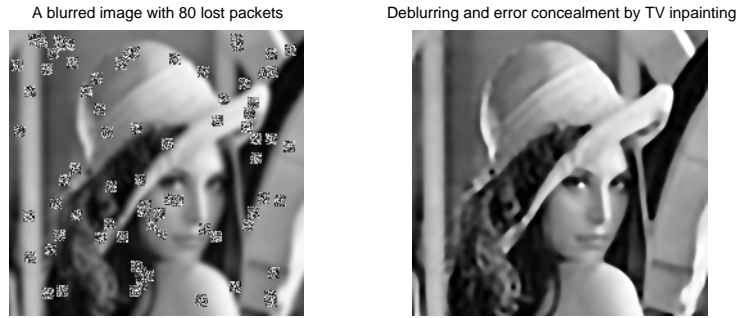 A blurred image with 80 lost packets
Deblurring and error concealment by TV inpainting